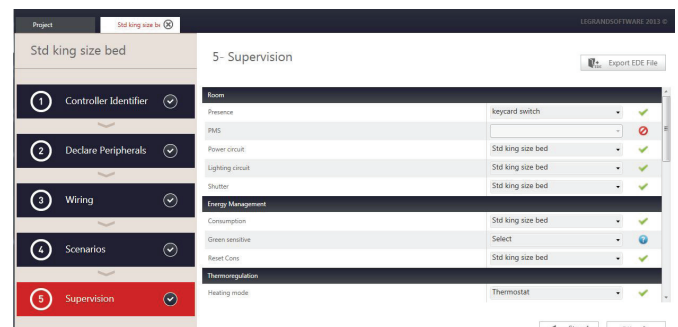 Project
Std king size be
LEGRANDSOFTWARE 2013 ©
Std king size bed
5- Supervision
Export EDE File
1 Controller Identifier
2 Declare Peripherals
3 Wiring
4 Scenarios
5 Supervision
Room
Presence keycard switch
PMS
Power circuit Std king size bed
Lighting circuit Std king size bed
Shutter Std king size bed
Energy Management
Consumption Std king size bed
Green sensitive Select
Reset Cons Std king size bed
Thermoregulation
Heating mode Thermostat